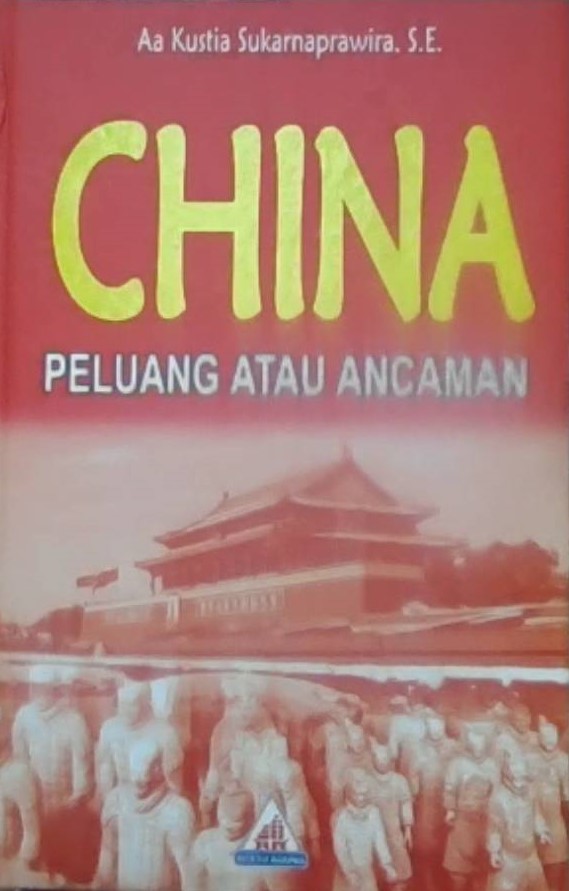 Aa Kustia Sukarnaprawira. S.E.
CHINA
PELUANG ATAU ANCAMAN